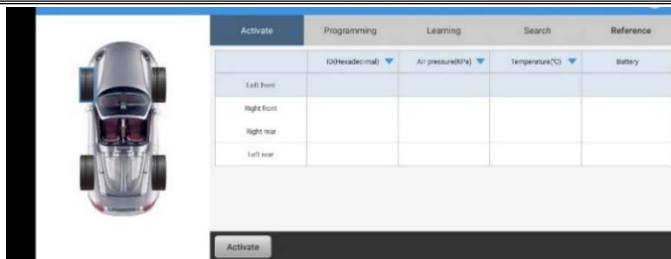 Activate Programming Learning Search Reference
ID(Hexadecimal) Air pressure(KPa) Temperature(°C) Battery
Left front
Right front
Right rear
Left rear
Activate